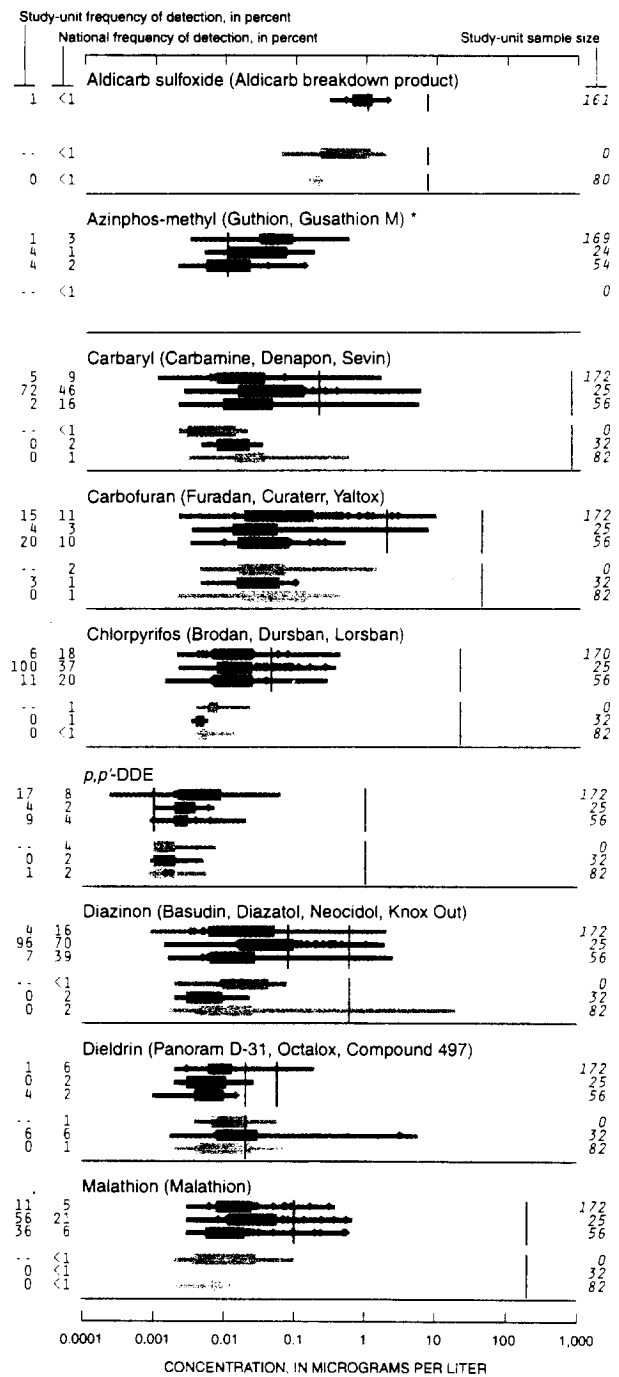 Study-unit frequency of detection, in percent
National frequency of detection, in percent Study-unit sample size
Aldicarb sulfoxide (Aldicarb breakdown product)
1 <1 161
-- <1 0
0 <1 80
Azinphos-methyl (Guthion, Gusathion M) *
1 3 169
4 1 24
4 2 54
-- <1 0
Carbaryl (Carbamine, Denapon, Sevin)
5 9 172
72 46 25
2 16 56
-- <1 0
0 2 32
0 1 82
Carbofuran (Furadan, Curaterr, Yaltox)
15 11 172
4 3 25
20 10 56
-- 2 0
3 1 32
0 1 82
Chlorpyrifos (Brodan, Dursban, Lorsban)
6 18 170
100 37 25
11 20 56
-- 1 0
0 1 32
0 <1 82
p,p'-DDE
17 8 172
4 2 25
9 4 56
-- 4 0
0 2 32
1 2 82
Diazinon (Basudin, Diazatol, Neocidol, Knox Out)
4 16 172
96 70 25
7 39 56
-- <1 0
0 2 32
0 2 82
Dieldrin (Panoram D-31, Octalox, Compound 497)
1 6 172
0 2 25
4 2 56
-- 1 0
6 6 32
0 1 82
Malathion (Malathion)
11 5 172
56 21 25
36 6 56
-- <1 0
0 <1 32
0 <1 82
0.0001 0.001 0.01 0.1 1 10 100 1,000
CONCENTRATION, IN MICROGRAMS PER LITER